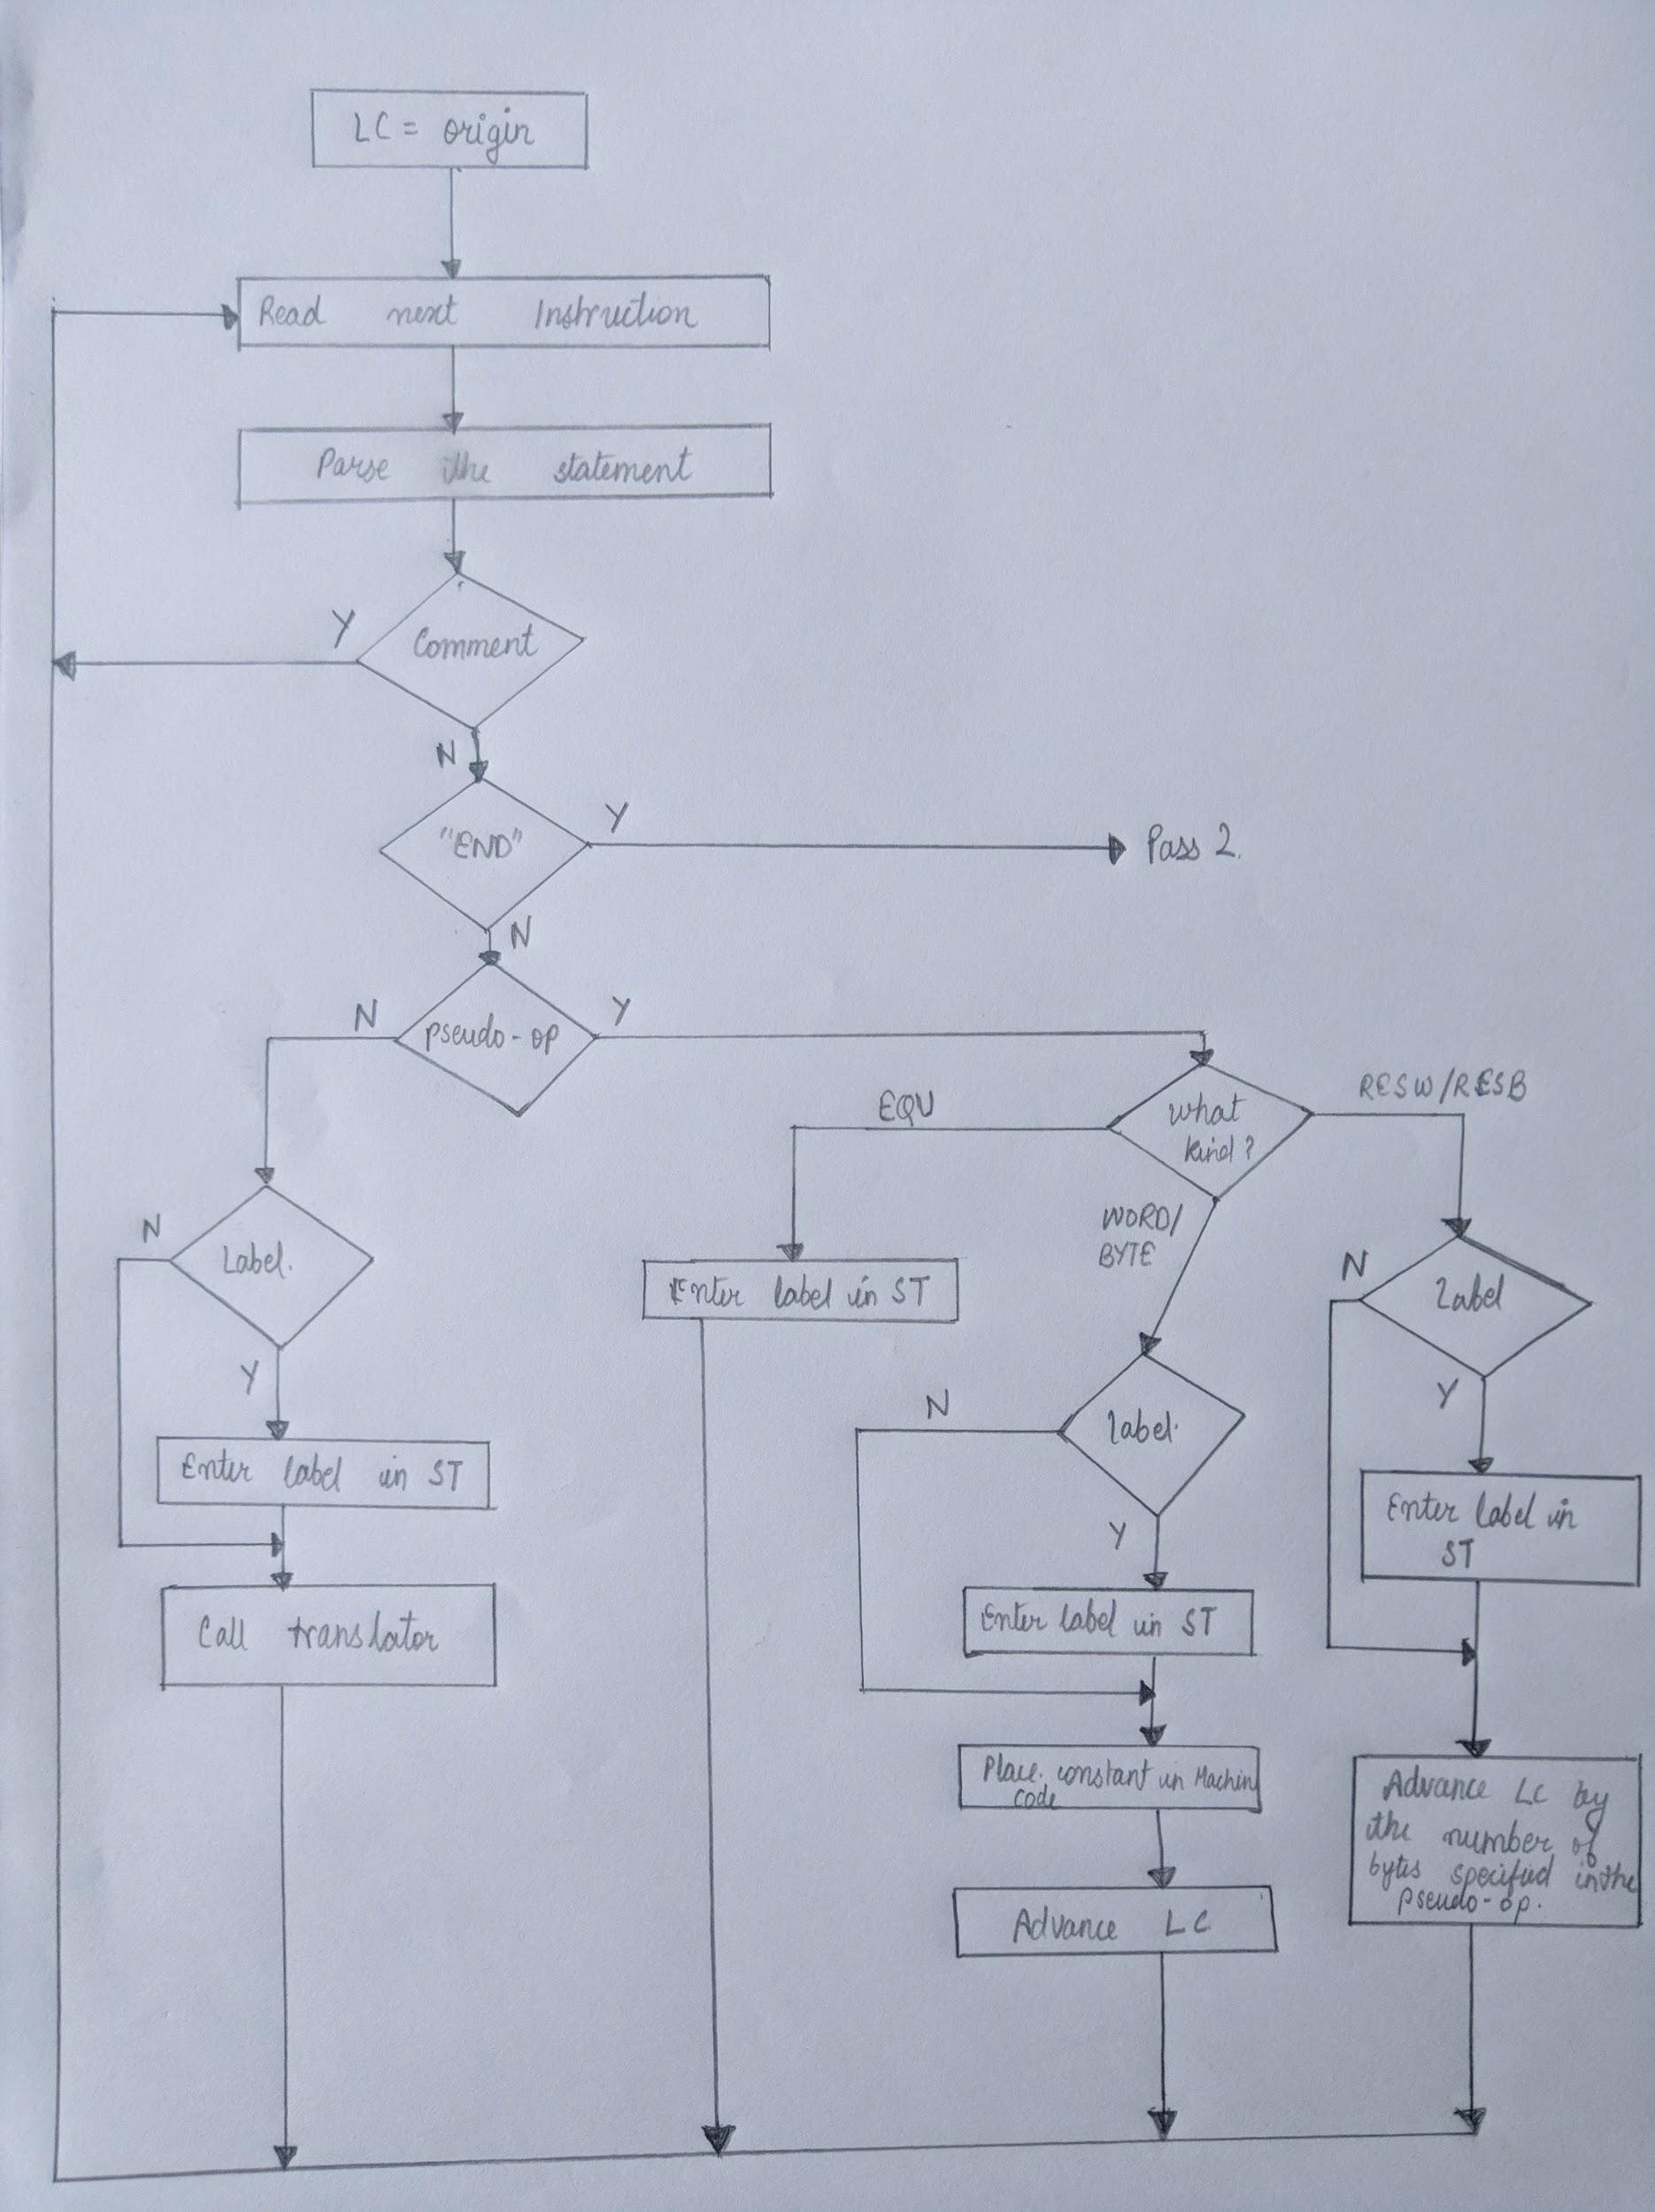 LC = origin
Read next Instruction
Parse the statement
Y
Comment
N
"END"
Y
Pass 2.
N
N
pseudo-op
Y
EQU
what
kind?
RESW/RESB
WORD/
BYTE
N
Label.
Y
Enter label in ST
Call translator
Enter label in ST
N
label.
Y
Enter label in ST
Place constant in Machin
code
Advance LC
N
Label
Y
Enter label in
ST
Advance LC by
the number of
bytes specified in the
pseudo-op.